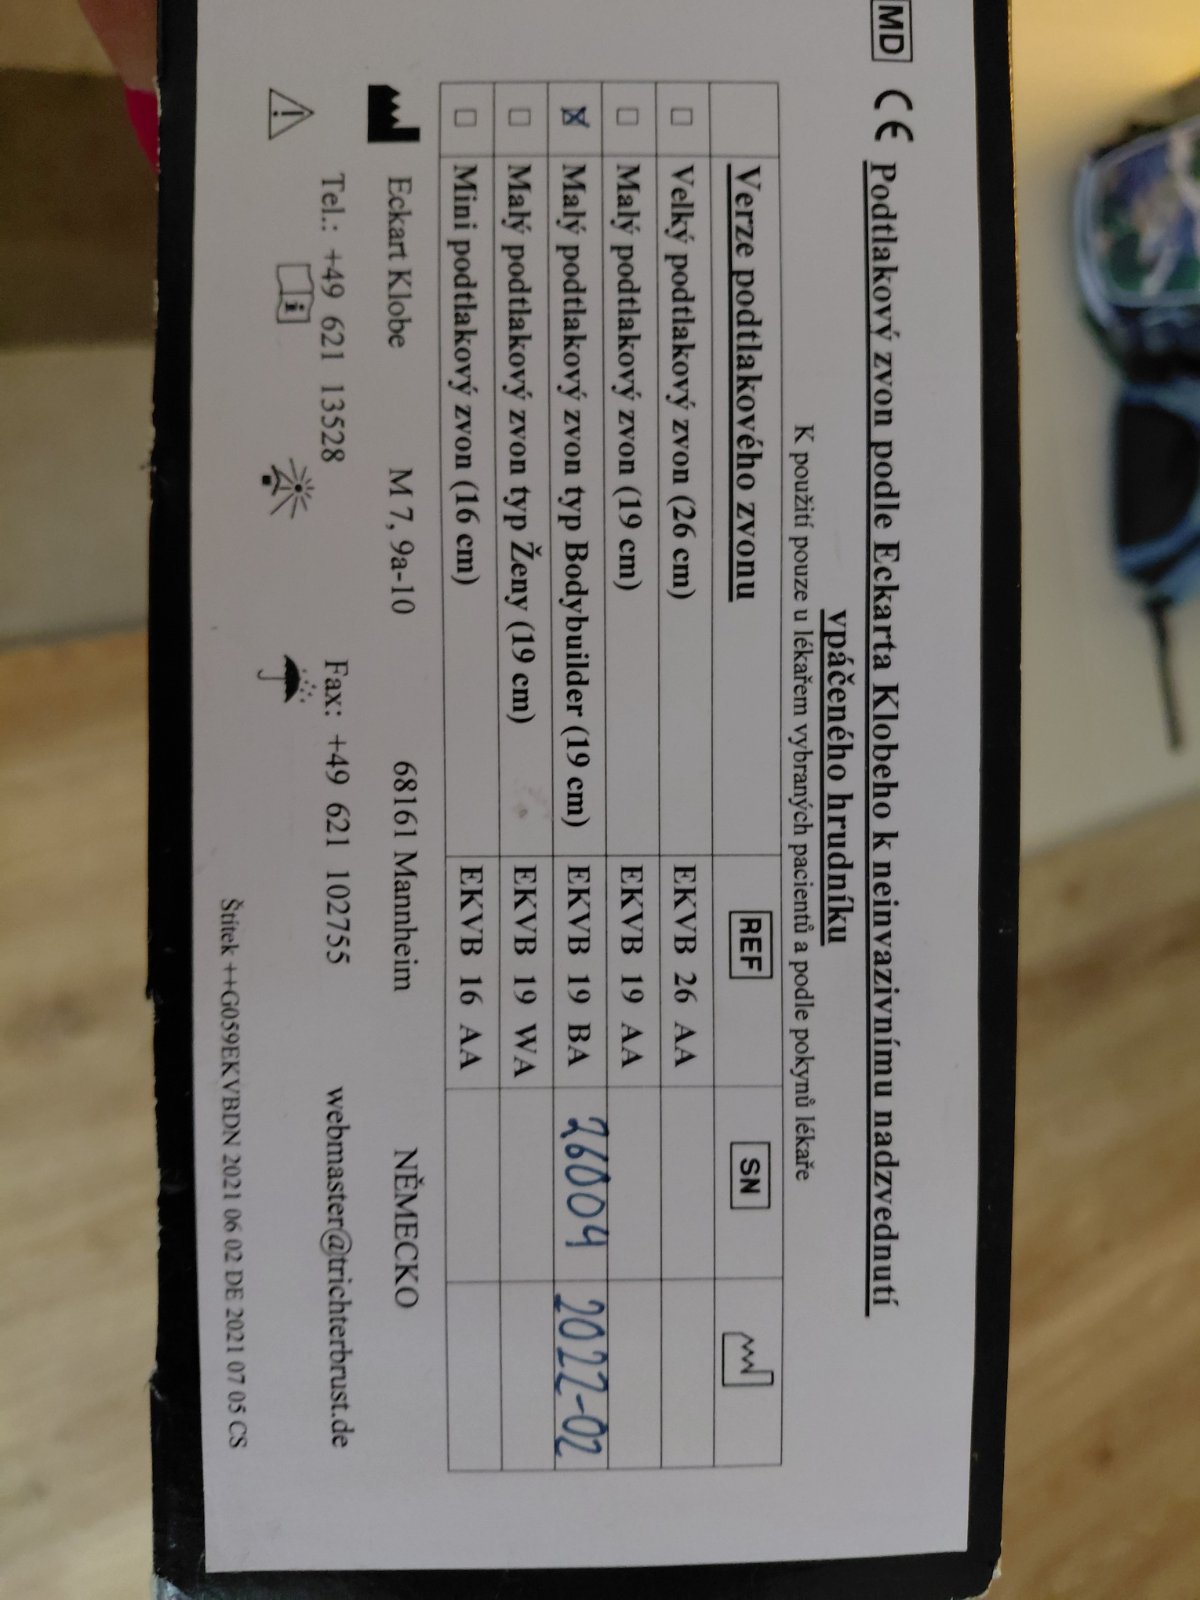 MD CE Podtlakový zvon podle Eckarta Klobeho k neinvazivnímu nadzvednutí
vpáčeného hrudníku
K použití pouze u lékařem vybraných pacientů a podle pokynů lékaře
Verze podtlakového zvonu REF SN
☐ Velký podtlakový zvon (26 cm) EKVB 26 AA
☐ Malý podtlakový zvon (19 cm) EKVB 19 AA
☒ Malý podtlakový zvon typ Bodybuilder (19 cm) EKVB 19 BA 26004 2022-02
☐ Malý podtlakový zvon typ Ženy (19 cm) EKVB 19 WA
☐ Mini podtlakový zvon (16 cm) EKVB 16 AA
Eckart Klobe M 7, 9a-10 68161 Mannheim NĚMECKO
Tel.: +49 621 13528 Fax: +49 621 102755 webmaster@trichterbrust.de
Štítek ++G059EKVBDN 2021 06 02 DE 2021 07 05 CS